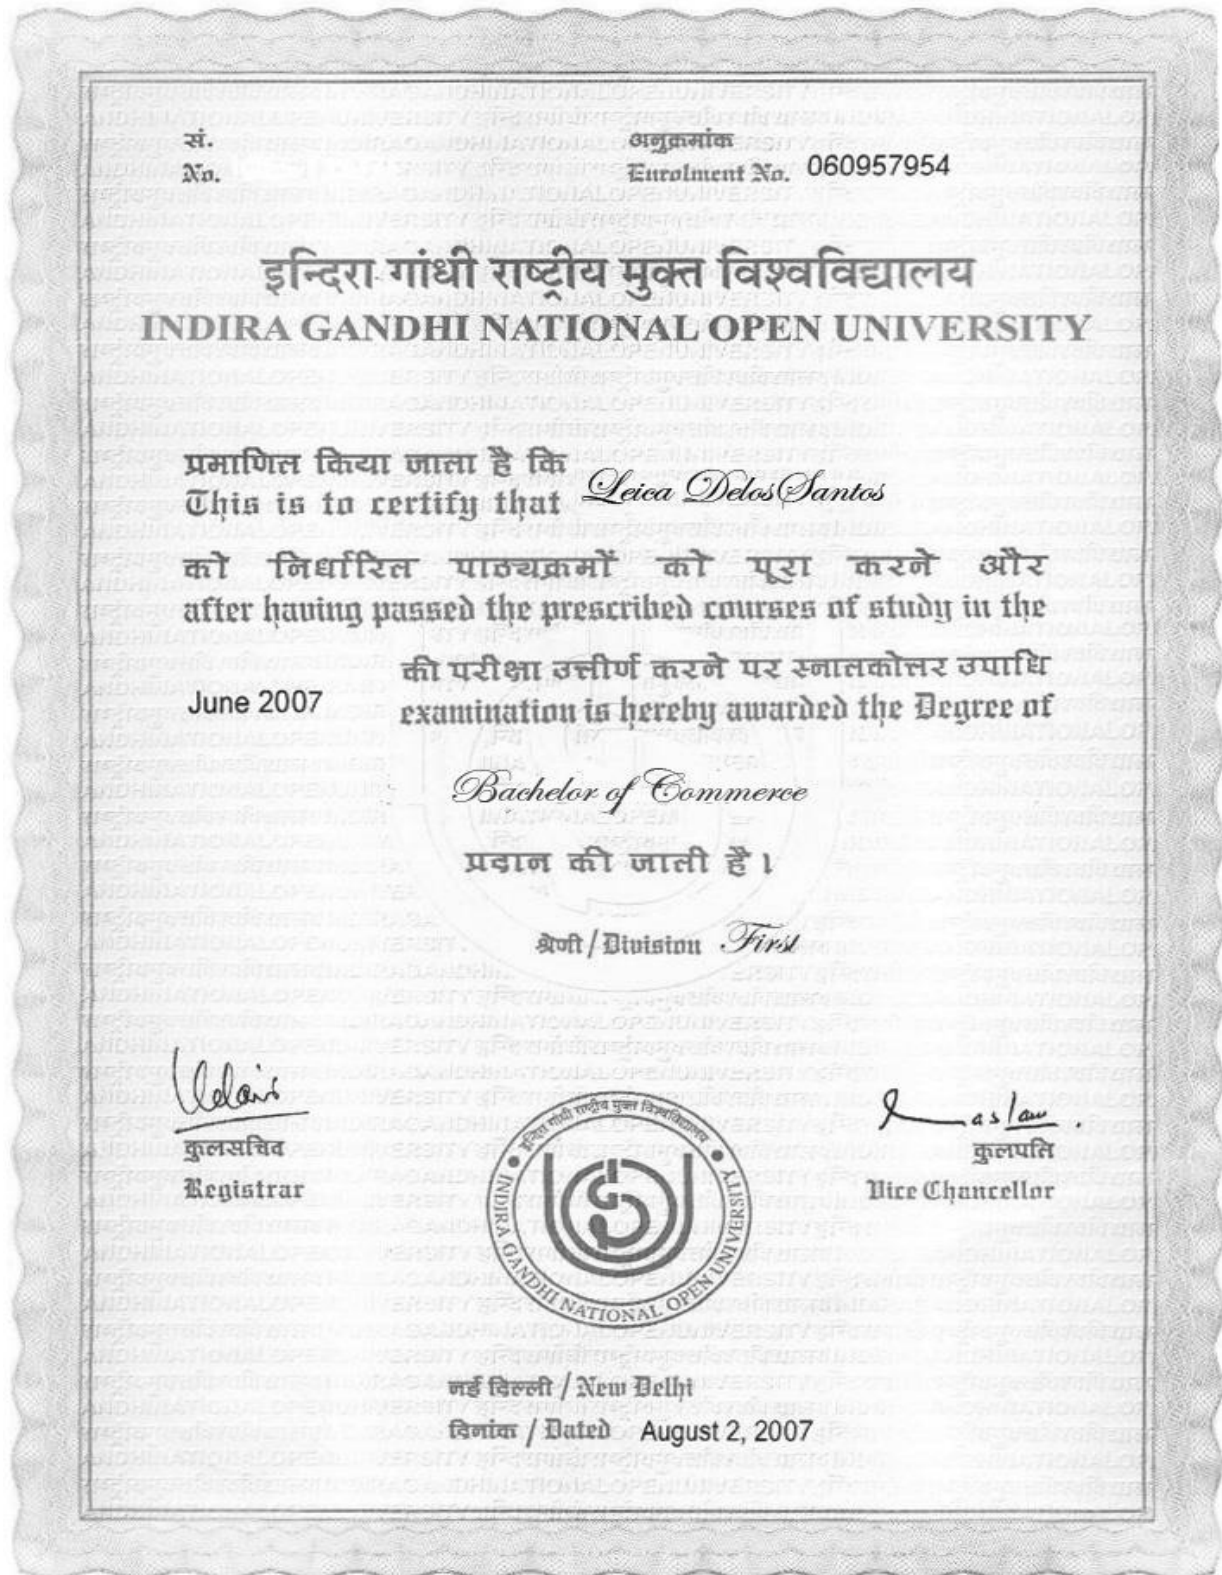 सं.
No.
अनुक्रमांक
Enrolment No. 060957954
इन्दिरा गांधी राष्ट्रीय मुक्त विश्वविद्यालय
INDIRA GANDHI NATIONAL OPEN UNIVERSITY
प्रमाणित किया जाता है कि
This is to certify that Leica Delos Santos
को निर्धारित पाठ्यक्रमों को पूरा करने और
after having passed the prescribed courses of study in the
की परीक्षा उत्तीर्ण करने पर स्नातकोत्तर उपाधि
June 2007 examination is hereby awarded the Degree of
Bachelor of Commerce
प्रदान की जाती है।
श्रेणी / Division First
कुलसचिव
Registrar
कुलपति
Vice Chancellor
इन्दिरा गांधी राष्ट्रीय मुक्त विश्वविद्यालय
INDIRA GANDHI NATIONAL OPEN UNIVERSITY
नई दिल्ली / New Delhi
दिनांक / Dated August 2, 2007